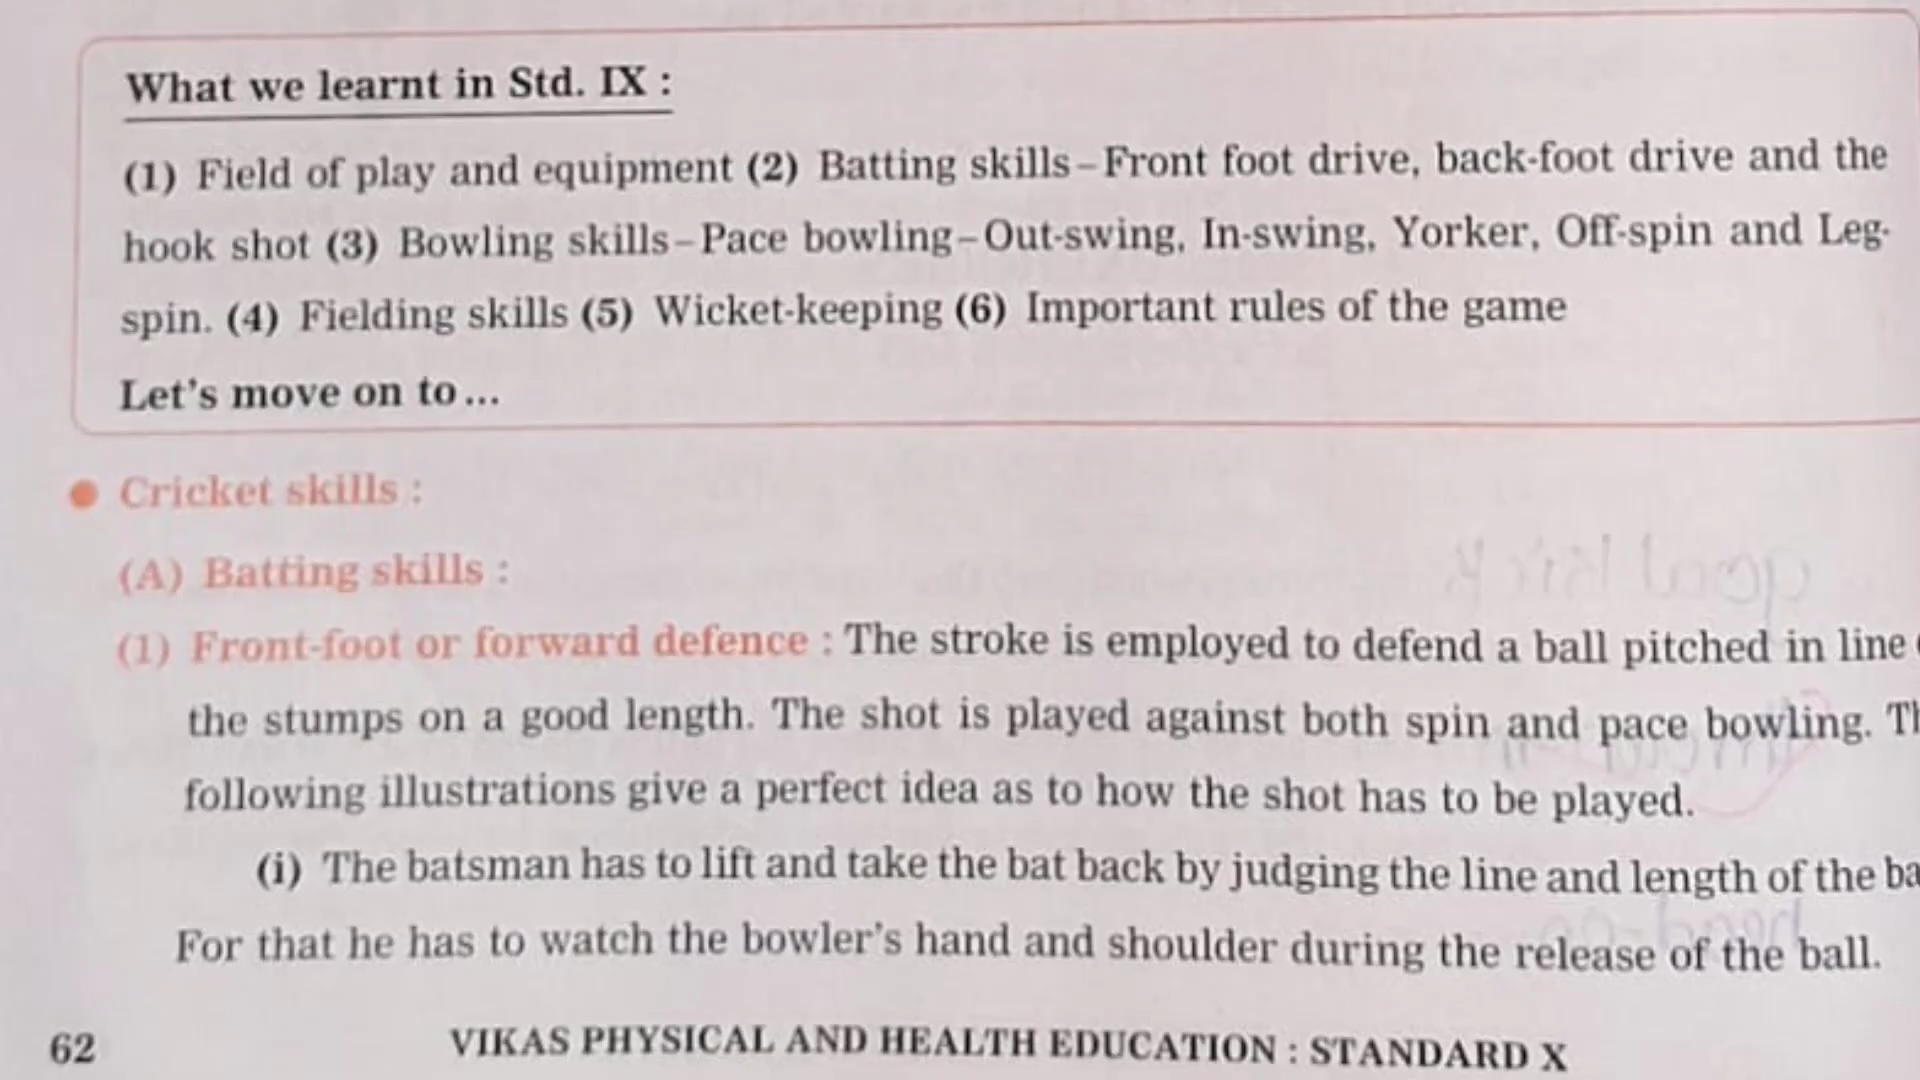 What we learnt in Std. IX :
(1) Field of play and equipment (2) Batting skills – Front foot drive, back-foot drive and the
hook shot (3) Bowling skills – Pace bowling – Out-swing, In-swing, Yorker, Off-spin and Leg-
spin. (4) Fielding skills (5) Wicket-keeping (6) Important rules of the game
Let's move on to ...
● Cricket skills :
(A) Batting skills :
(1) Front-foot or forward defence : The stroke is employed to defend a ball pitched in line
the stumps on a good length. The shot is played against both spin and pace bowling.
following illustrations give a perfect idea as to how the shot has to be played.
(i) The batsman has to lift and take the bat back by judging the line and length of the
For that he has to watch the bowler's hand and shoulder during the release of the ball.
62 VIKAS PHYSICAL AND HEALTH EDUCATION : STANDARD X